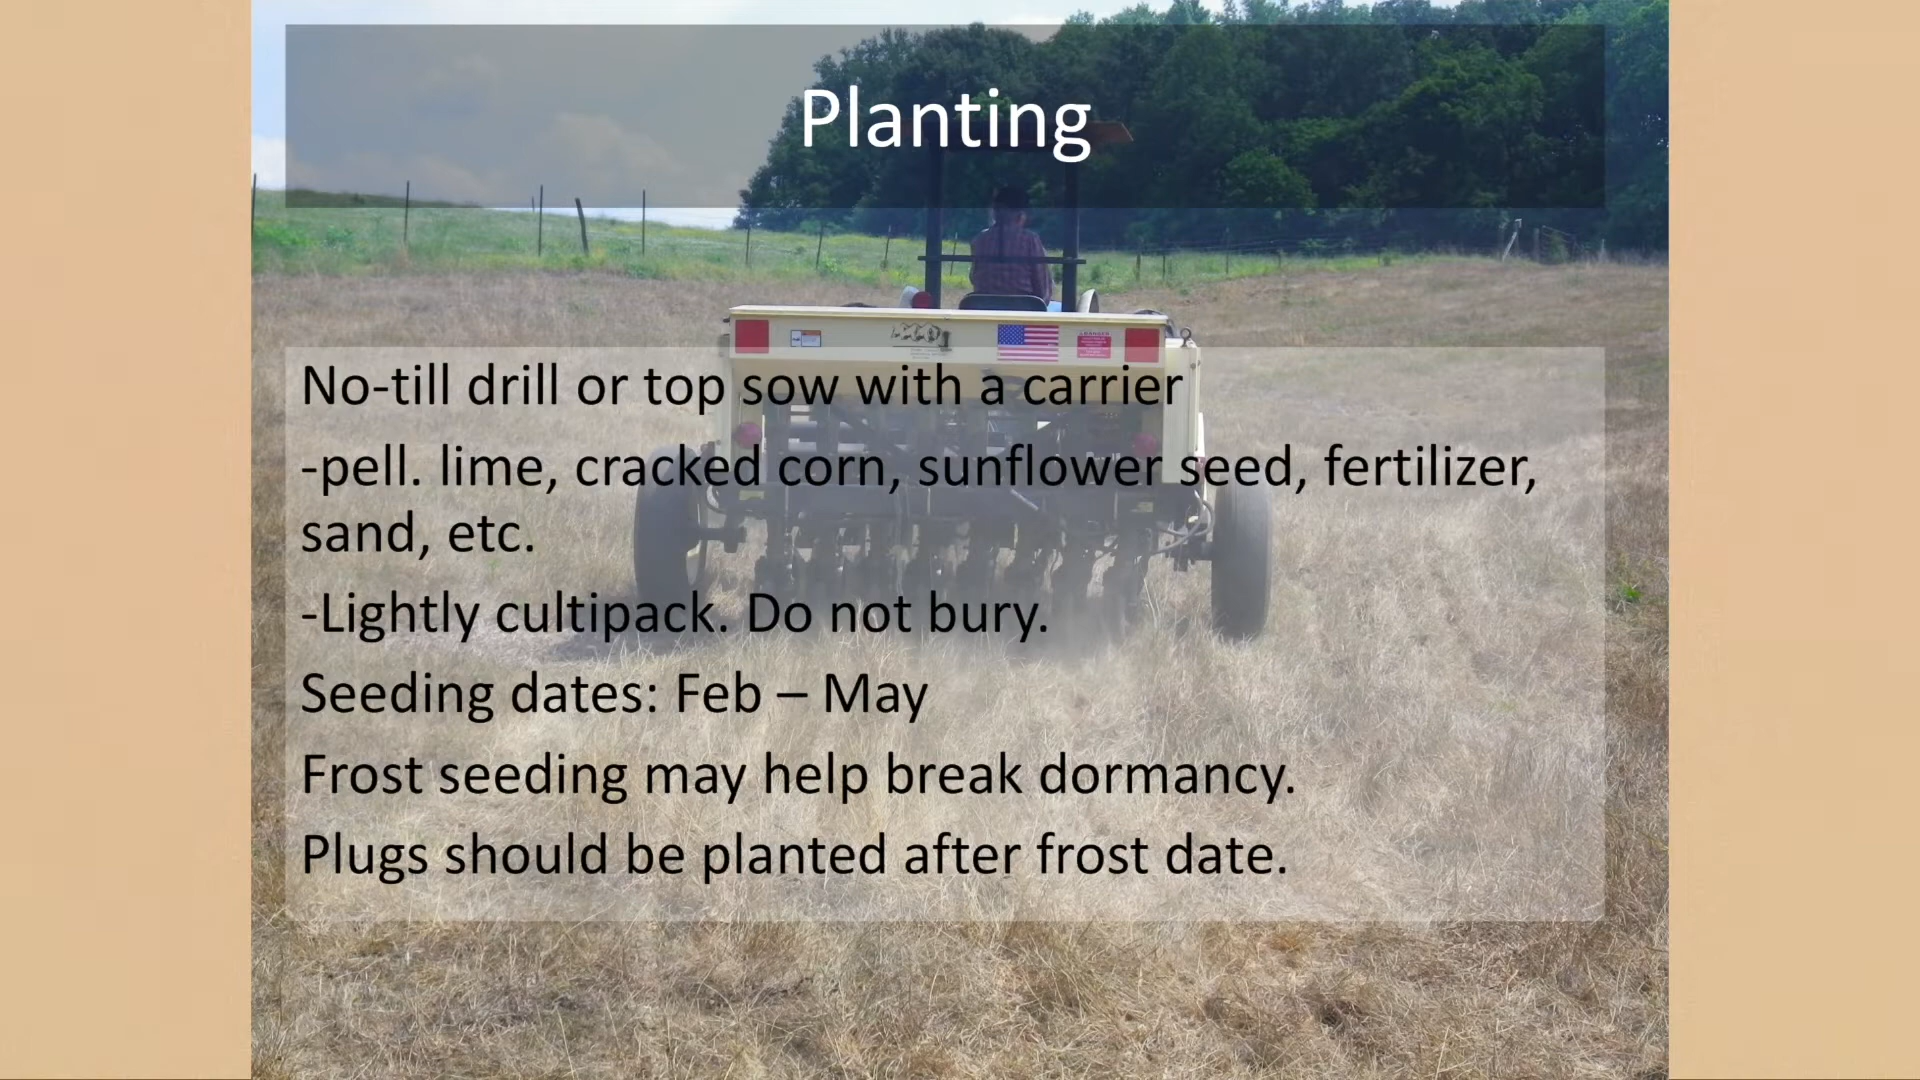 Planting
No-till drill or top sow with a carrier
-pell. lime, cracked corn, sunflower seed, fertilizer,
sand, etc.
-Lightly cultipack. Do not bury.
Seeding dates: Feb – May
Frost seeding may help break dormancy.
Plugs should be planted after frost date.